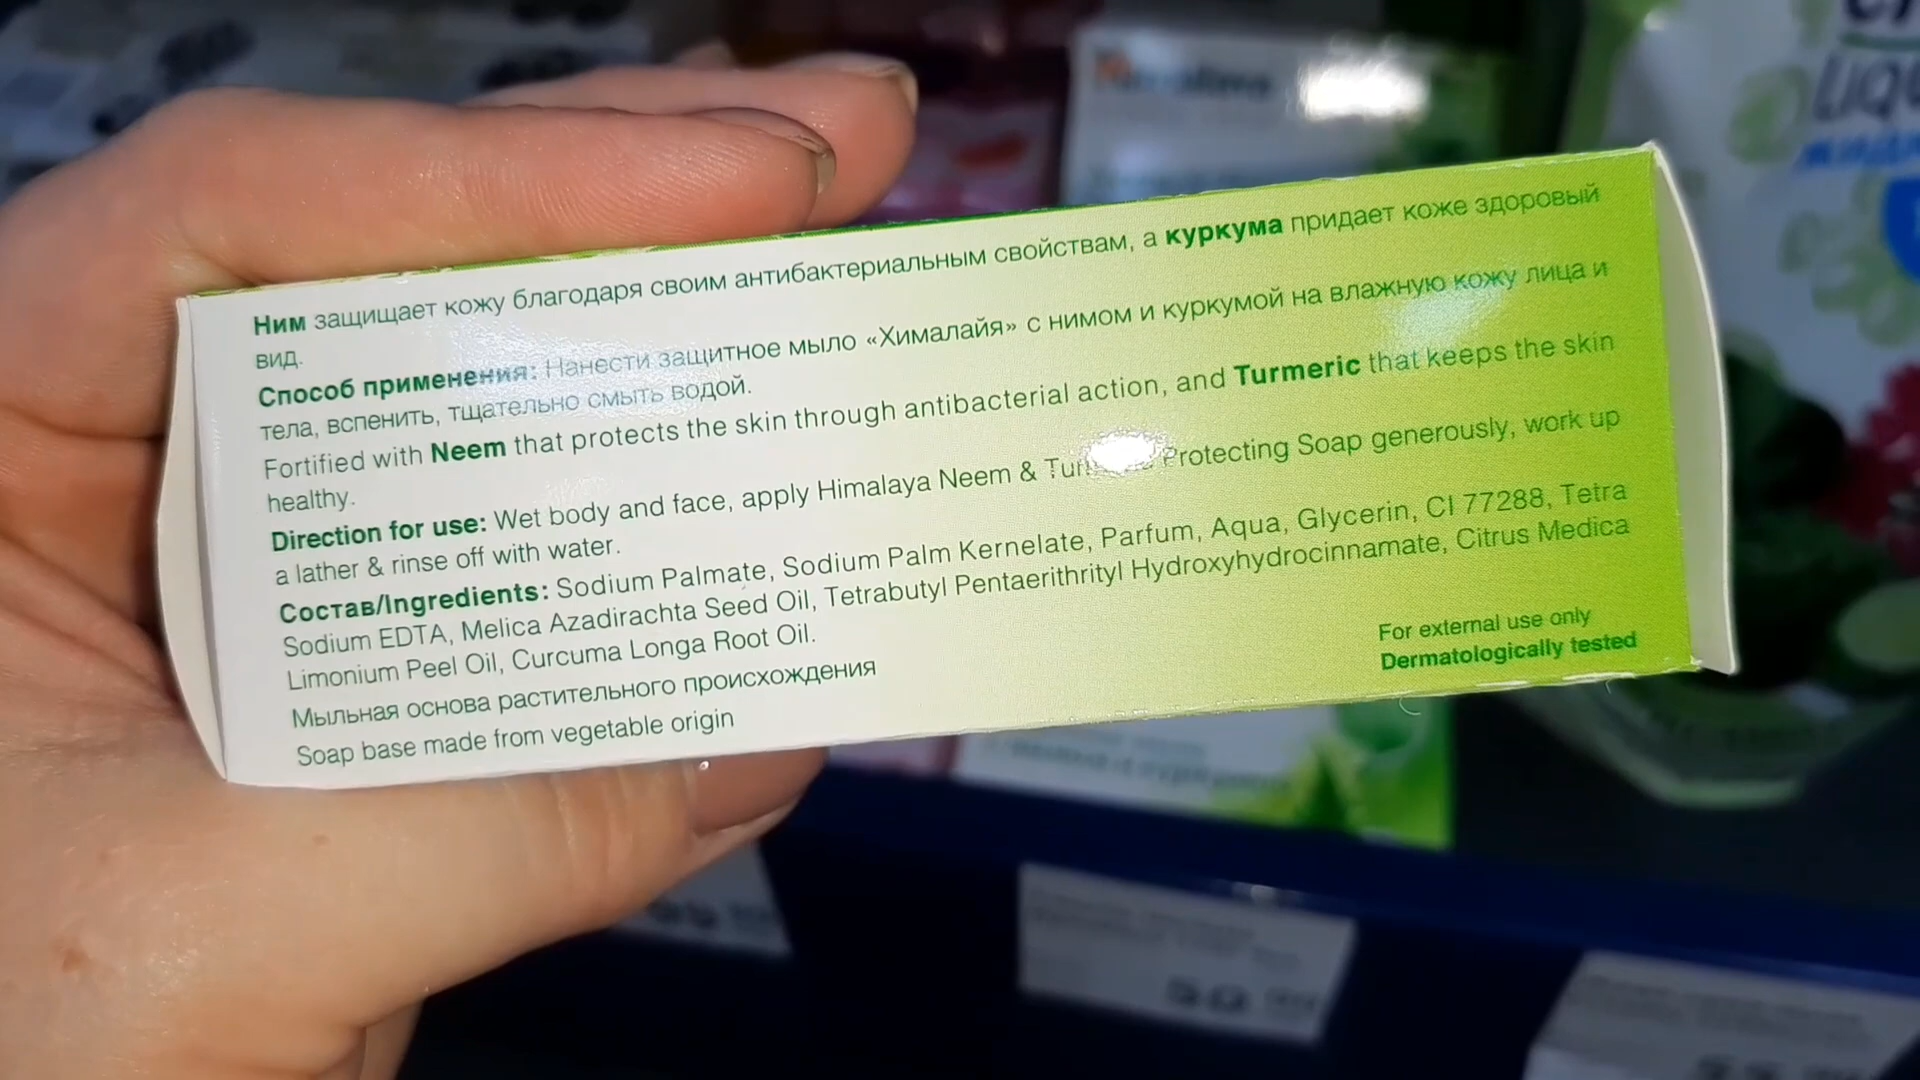 Ним защищает кожу благодаря своим антибактериальным свойствам, а куркума придает коже здоровый
вид.
Способ применения: Нанести защитное мыло «Хималайя» с нимом и куркумой на влажную кожу лица и
тела, вспенить, тщательно смыть водой.
Fortified with Neem that protects the skin through antibacterial action, and Turmeric that keeps the skin
healthy.
Direction for use: Wet body and face, apply Himalaya Neem & Protecting Soap generously, work up
a lather & rinse off with water.
Состав/Ingredients: Sodium Palmate, Sodium Palm Kernelate, Parfum, Aqua, Glycerin, CI 77288, Tetra
Sodium EDTA, Melica Azadirachta Seed Oil, Tetrabutyl Pentaerithrityl Hydroxyhydrocinnamate, Citrus Medica
Limonium Peel Oil, Curcuma Longa Root Oil.
Мыльная основа растительного происхождения
Soap base made from vegetable origin
For external use only
Dermatologically tested